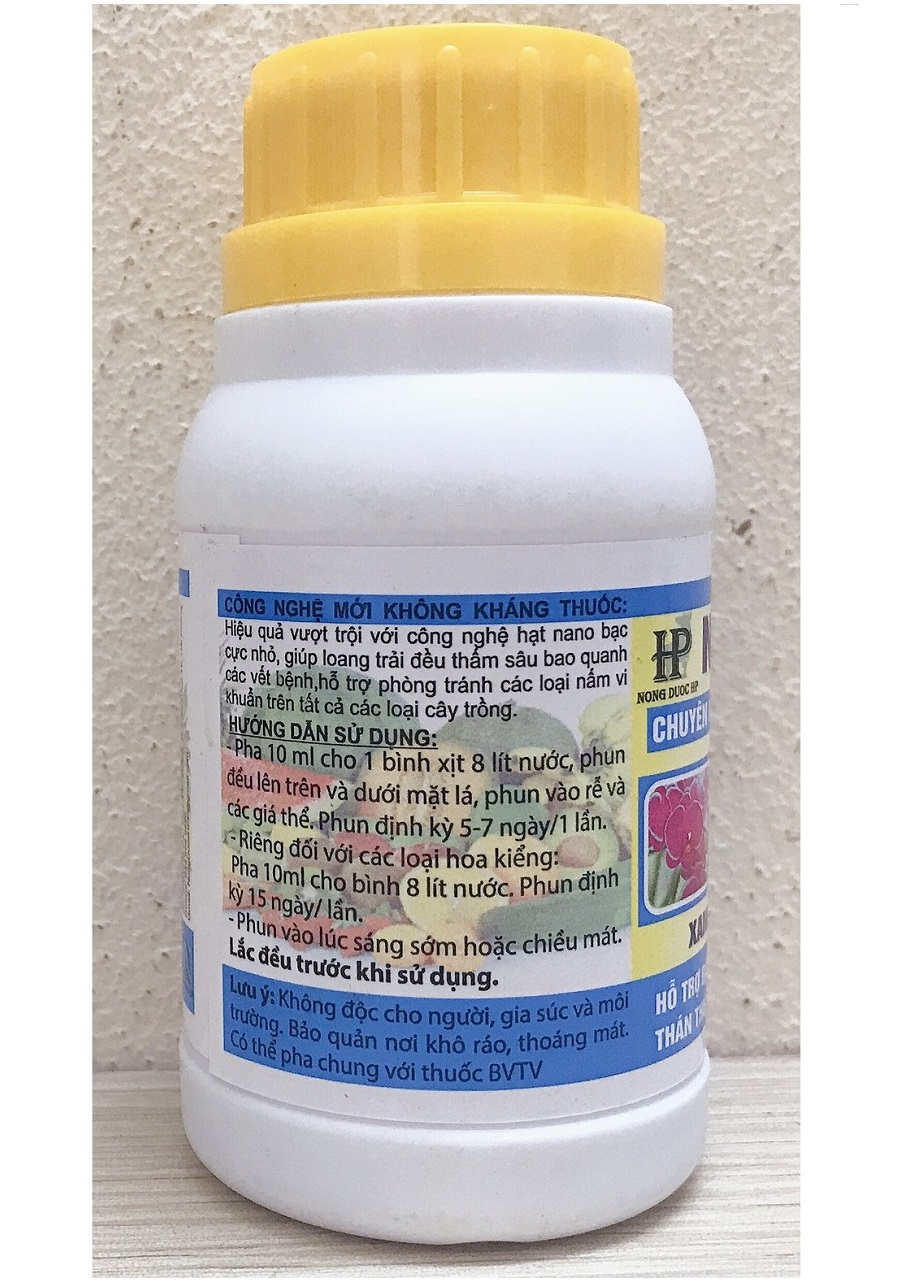 CÔNG NGHỆ MỚI KHÔNG KHÁNG THUỐC:
Hiệu quả vượt trội với công nghệ hạt nano bạc
cực nhỏ, giúp loang trải đều thấm sâu bao quanh
các vết bệnh,hỗ trợ phòng tránh các loại nấm vi
khuẩn trên tất cả các loại cây trồng.
HƯỚNG DẪN SỬ DỤNG:
- Pha 10 ml cho 1 bình xịt 8 lít nước, phun
đều lên trên và dưới mặt lá, phun vào rễ và
các giá thể. Phun định kỳ 5-7 ngày/1 lần.
- Riêng đối với các loại hoa kiểng:
Pha 10ml cho bình 8 lít nước. Phun định
kỳ 15 ngày/ lần.
- Phun vào lúc sáng sớm hoặc chiều mát.
Lắc đều trước khi sử dụng.
Lưu ý: Không độc cho người, gia súc và môi
trường. Bảo quản nơi khô ráo, thoáng mát.
Có thể pha chung với thuốc BVTV
HP
NONG DUOC HP
CHUYÊN
HỖ TRỢ
THÁN